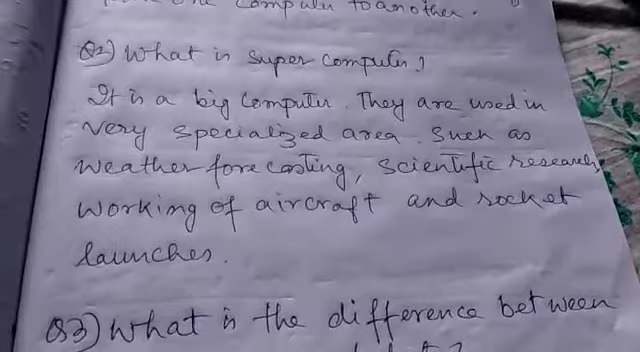 one computer to another.
Q2) What is super computer?
It is a big computer. They are used in
very specialized area. Such as
weather forecasting, scientific research,
working of aircraft and rocket
launches.
Q3) What is the difference between